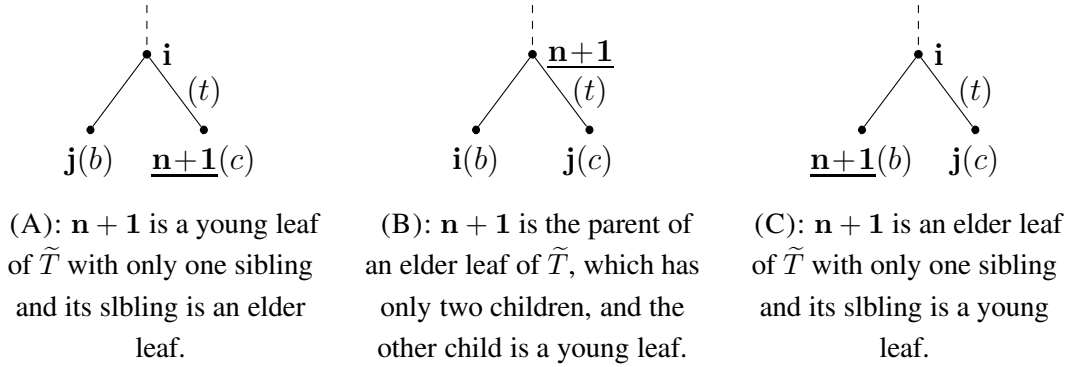 i
(t)
j(b) n+1(c)
(A): n + 1 is a young leaf
of T̃ with only one sibling
and its slbling is an elder
leaf.
n+1
(t)
i(b) j(c)
(B): n + 1 is the parent of
an elder leaf of T̃, which has
only two children, and the
other child is a young leaf.
i
(t)
n+1(b) j(c)
(C): n + 1 is an elder leaf
of T̃ with only one sibling
and its slbling is a young
leaf.